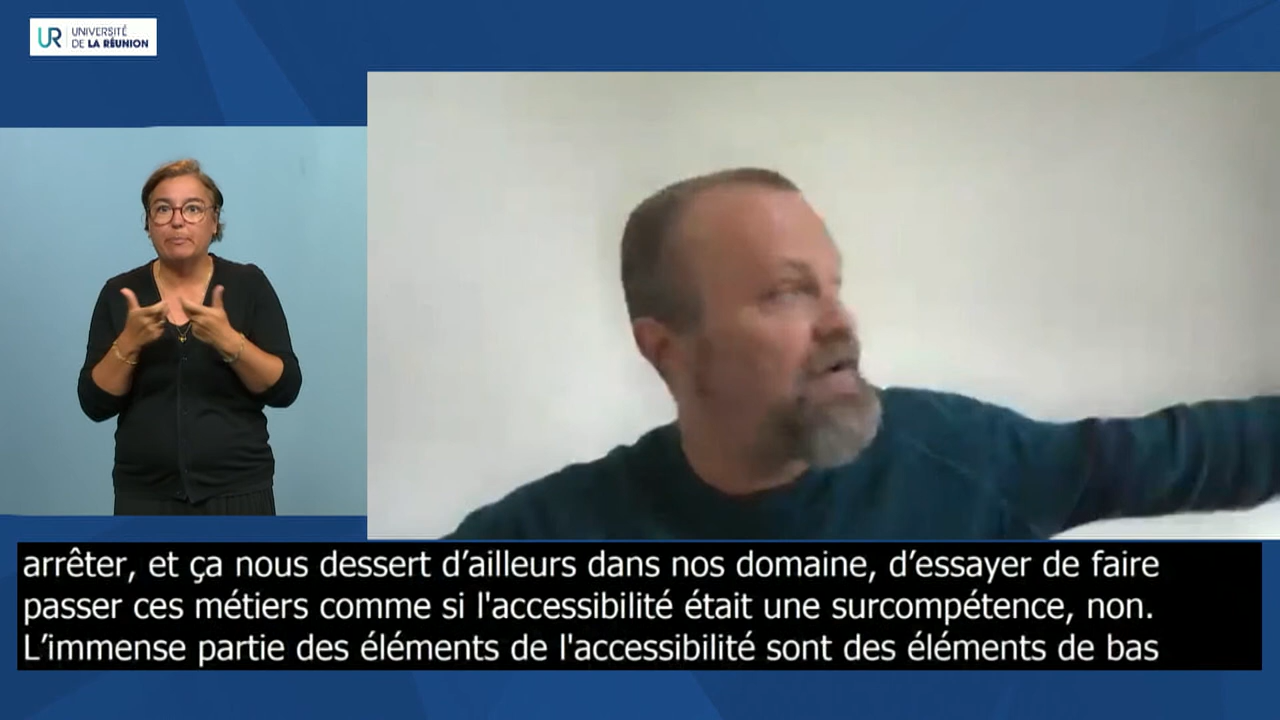 UR UNIVERSITÉ
DE LA RÉUNION
arrêter, et ça nous dessert d’ailleurs dans nos domaine, d’essayer de faire
passer ces métiers comme si l'accessibilité était une surcompétence, non.
L’immense partie des éléments de l'accessibilité sont des éléments de bas